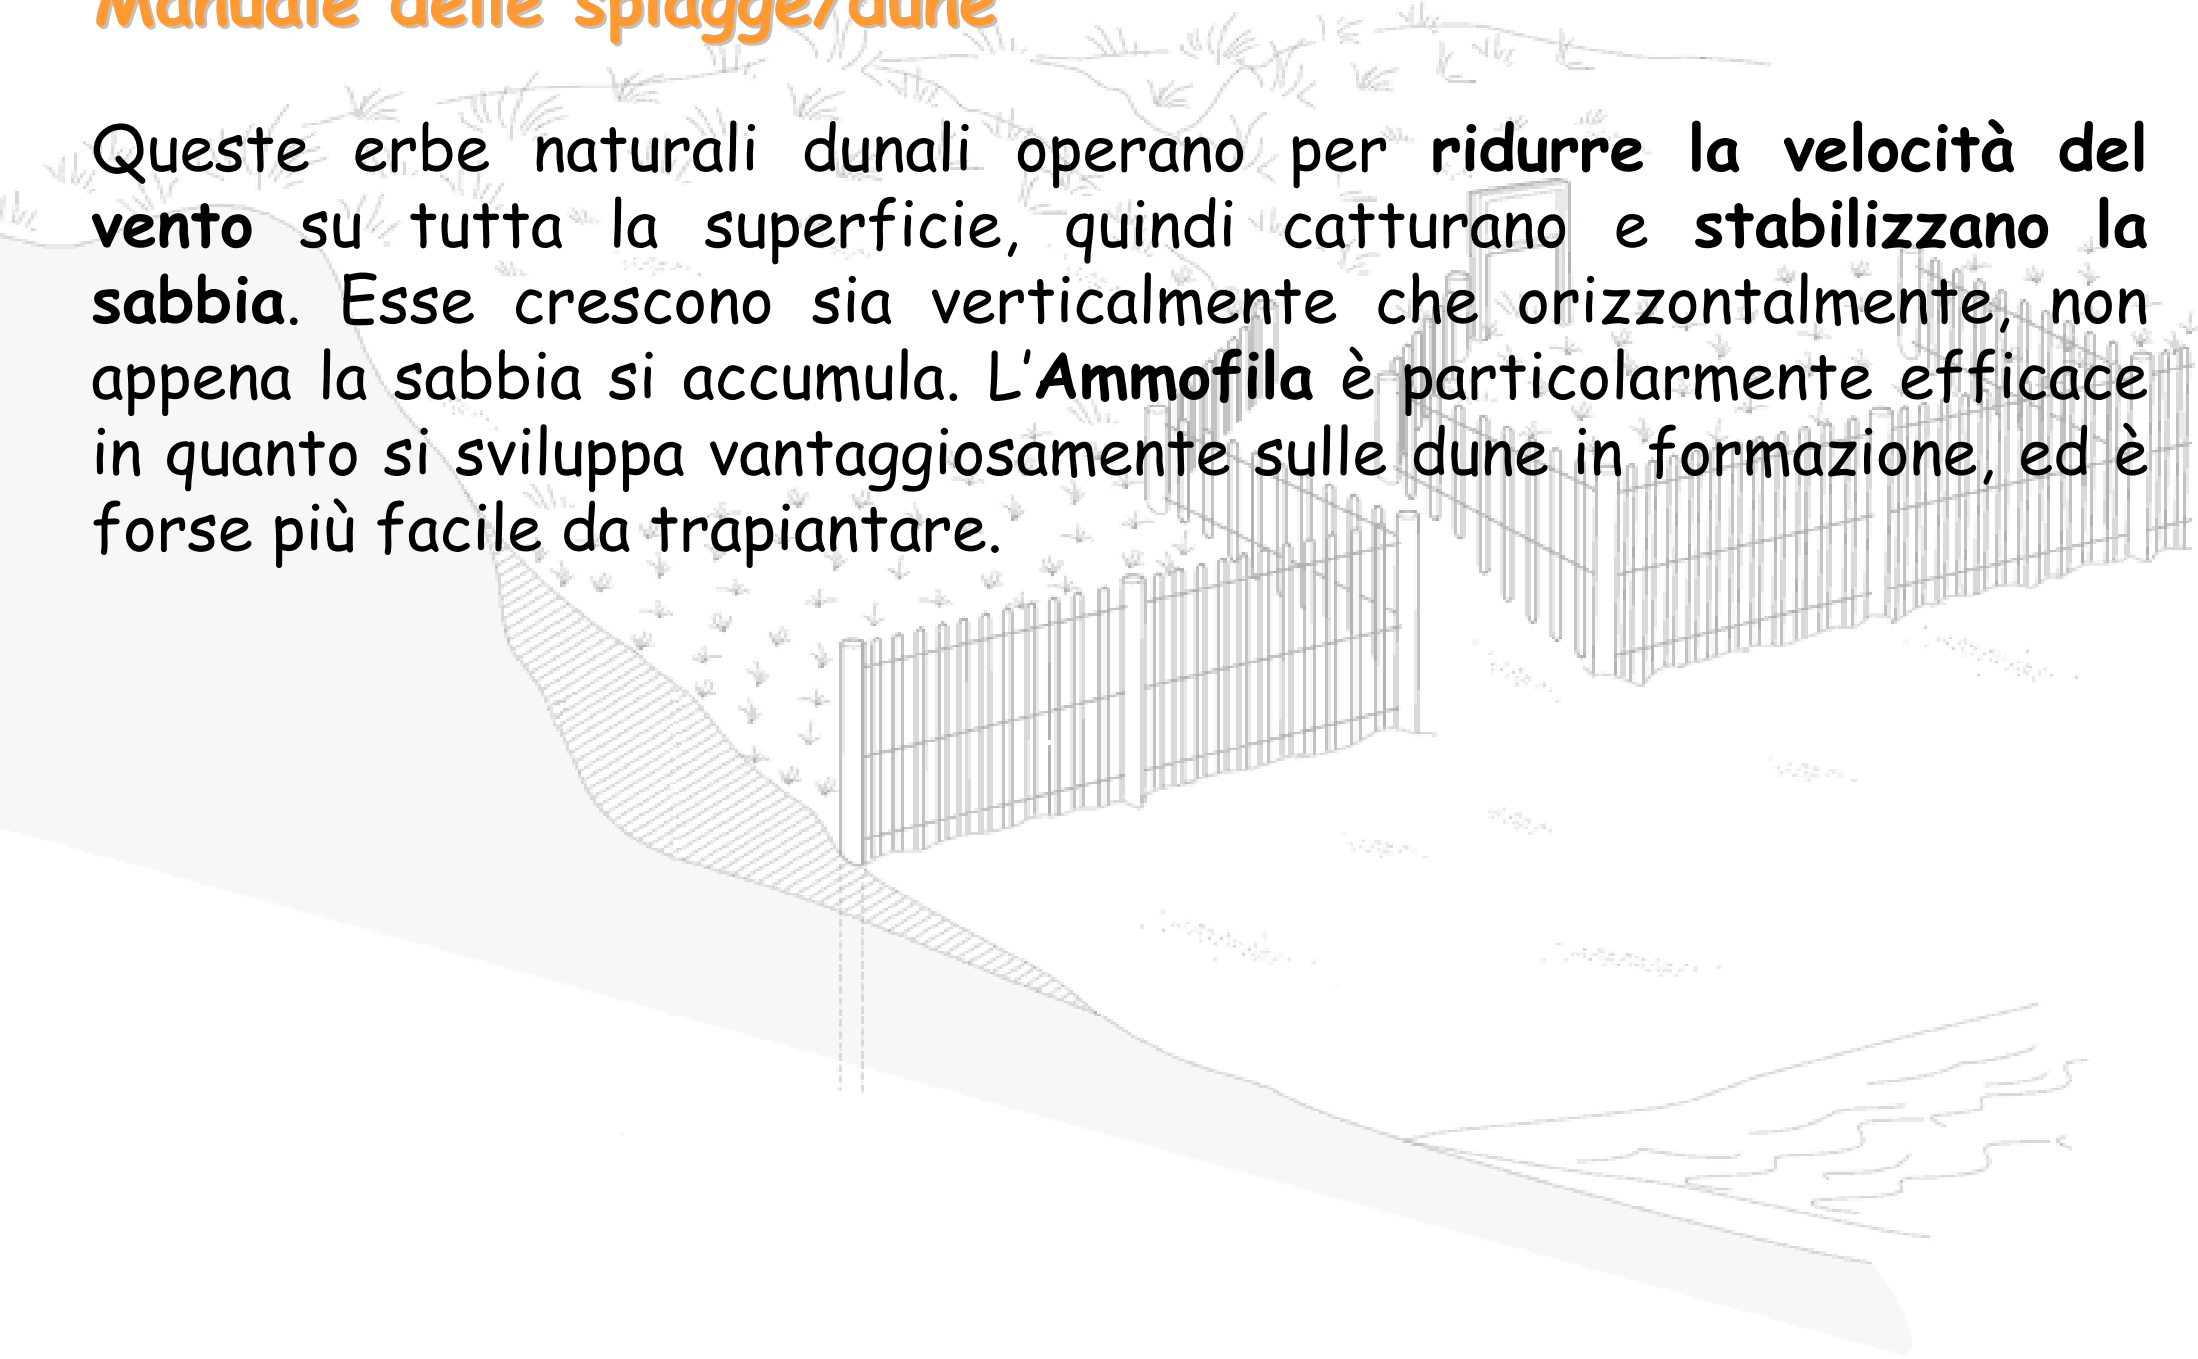 Manuale delle spiagge/dune
Queste erbe naturali dunali operano per ridurre la velocità del
vento su tutta la superficie, quindi catturano e stabilizzano la
sabbia. Esse crescono sia verticalmente che orizzontalmente, non
appena la sabbia si accumula. L’Ammofila è particolarmente efficace
in quanto si sviluppa vantaggiosamente sulle dune in formazione, ed è
forse più facile da trapiantare.